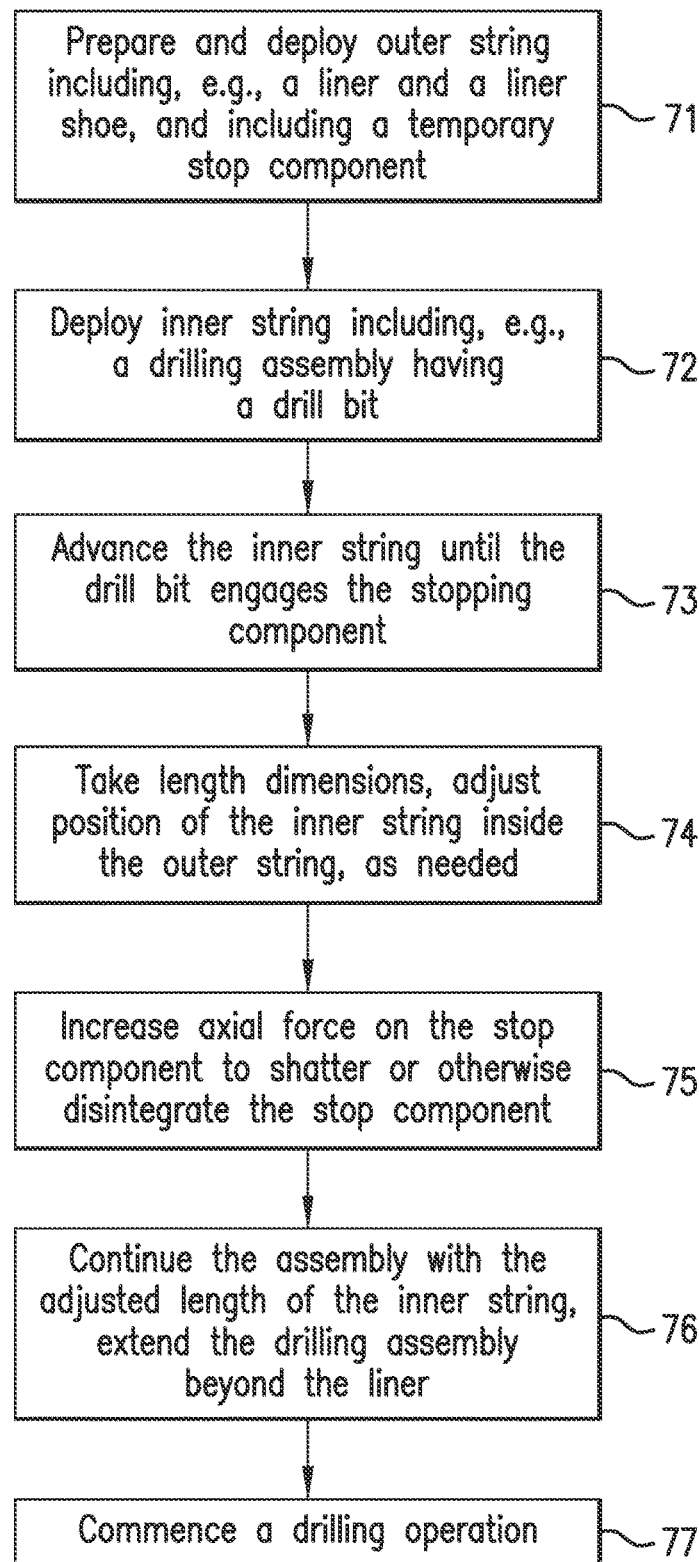 Prepare and deploy outer string
including, e.g., a liner and a liner
shoe, and including a temporary
stop component
71
Deploy inner string including, e.g.,
a drilling assembly having
a drill bit
72
Advance the inner string until the
drill bit engages the stopping
component
73
Take length dimensions, adjust
position of the inner string inside
the outer string, as needed
74
Increase axial force on the stop
component to shatter or otherwise
disintegrate the stop component
75
Continue the assembly with the
adjusted length of the inner string,
extend the drilling assembly
beyond the liner
76
Commence a drilling operation
77